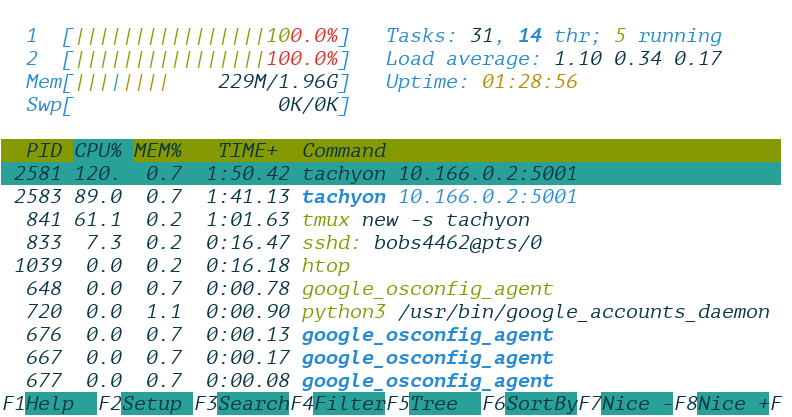 1 [||||||||||||||||100.0%] Tasks: 31, 14 thr; 5 running
2 [||||||||||||||||100.0%] Load average: 1.10 0.34 0.17
Mem[|||||||| 229M/1.96G] Uptime: 01:28:56
Swp[ 0K/0K]
PID CPU% MEM% TIME+ Command
2581 120. 0.7 1:50.42 tachyon 10.166.0.2:5001
2583 89.0 0.7 1:41.13 tachyon 10.166.0.2:5001
841 61.1 0.2 1:01.63 tmux new -s tachyon
833 7.3 0.2 0:16.47 sshd: bobs4462@pts/0
1039 0.0 0.2 0:16.18 htop
648 0.0 0.7 0:00.78 google_osconfig_agent
720 0.0 1.1 0:00.90 python3 /usr/bin/google_accounts_daemon
676 0.0 0.7 0:00.13 google_osconfig_agent
667 0.0 0.7 0:00.17 google_osconfig_agent
677 0.0 0.7 0:00.08 google_osconfig_agent
F1Help F2Setup F3SearchF4FilterF5Tree F6SortByF7Nice -F8Nice +F